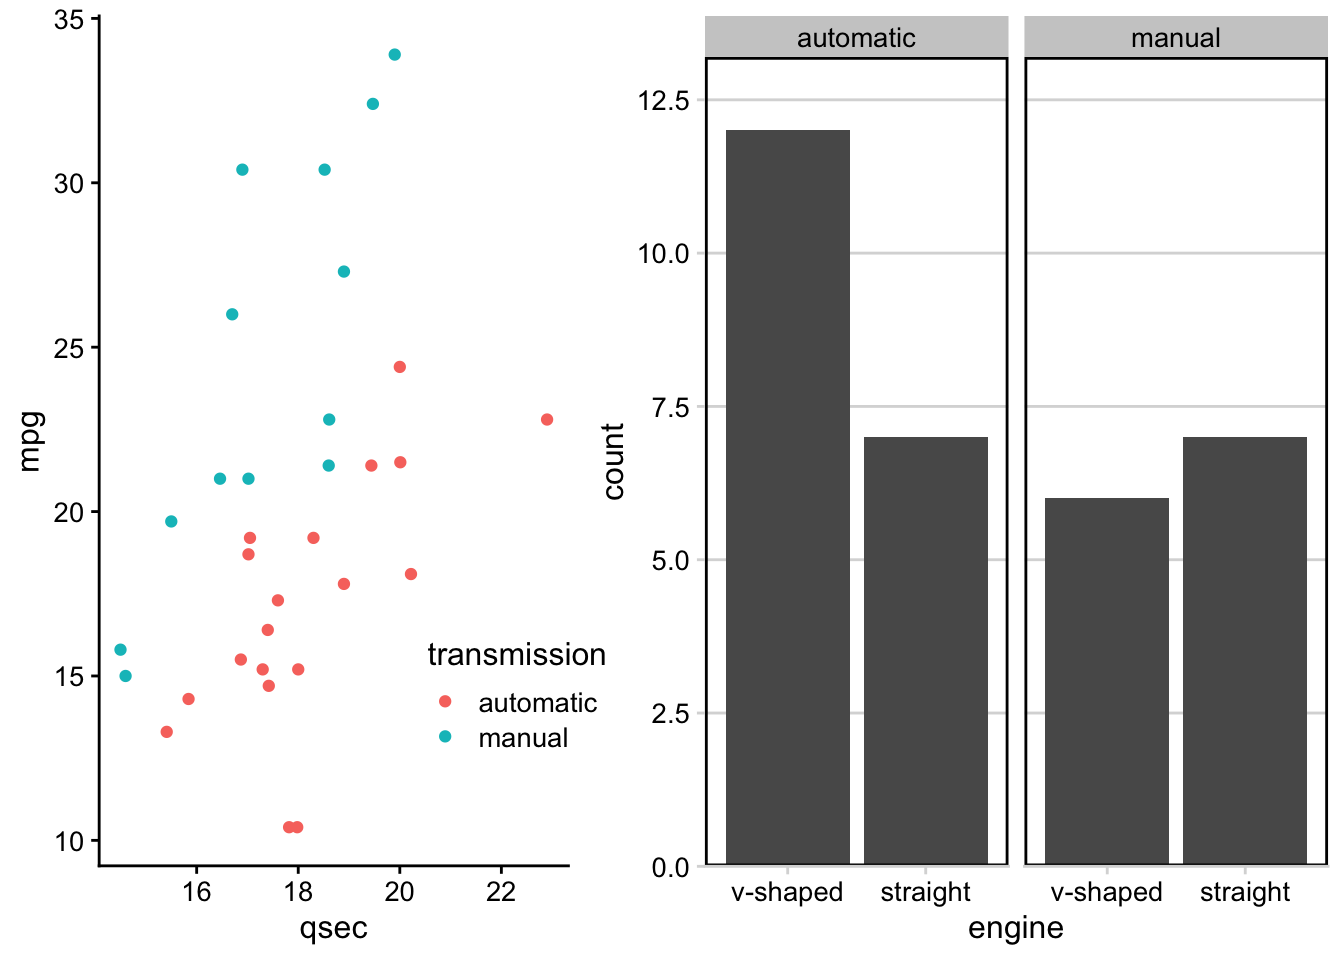 35
30
25
20
15
10
mpg
16 18 20 22
qsec
transmission
automatic
manual
automatic manual
12.5
10.0
7.5
5.0
2.5
0.0
count
v-shaped straight v-shaped straight
engine